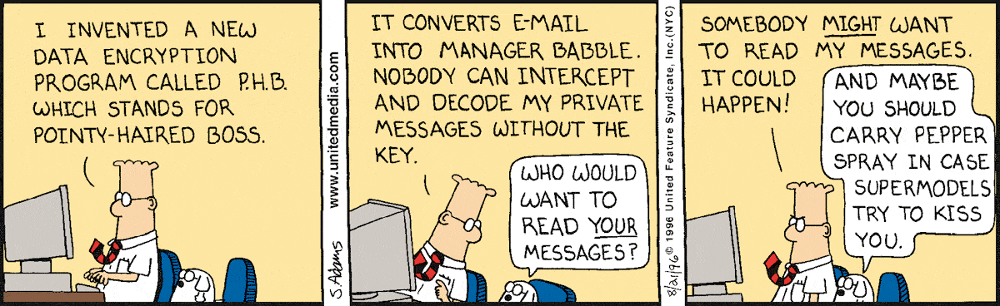 I INVENTED A NEW
DATA ENCRYPTION
PROGRAM CALLED P.H.B.
WHICH STANDS FOR
POINTY-HAIRED BOSS.
S. Adams
www.unitedmedia.com
IT CONVERTS E-MAIL
INTO MANAGER BABBLE.
NOBODY CAN INTERCEPT
AND DECODE MY PRIVATE
MESSAGES WITHOUT THE
KEY.
WHO WOULD
WANT TO
READ YOUR
MESSAGES?
8/21/96 © 1996 United Feature Syndicate, Inc. (NYC)
SOMEBODY MIGHT WANT
TO READ MY MESSAGES.
IT COULD
HAPPEN!
AND MAYBE
YOU SHOULD
CARRY PEPPER
SPRAY IN CASE
SUPERMODELS
TRY TO KISS
YOU.